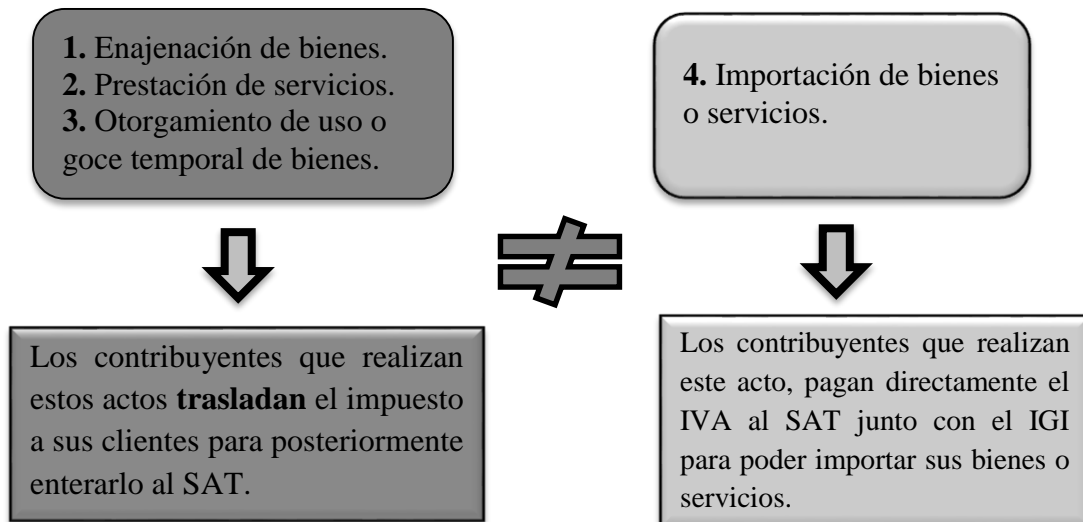 1. Enajenación de bienes.
2. Prestación de servicios.
3. Otorgamiento de uso o
goce temporal de bienes.
4. Importación de bienes
o servicios.
Los contribuyentes que realizan
estos actos trasladan el impuesto
a sus clientes para posteriormente
enterarlo al SAT.
Los contribuyentes que realizan
este acto, pagan directamente el
IVA al SAT junto con el IGI
para poder importar sus bienes o
servicios.